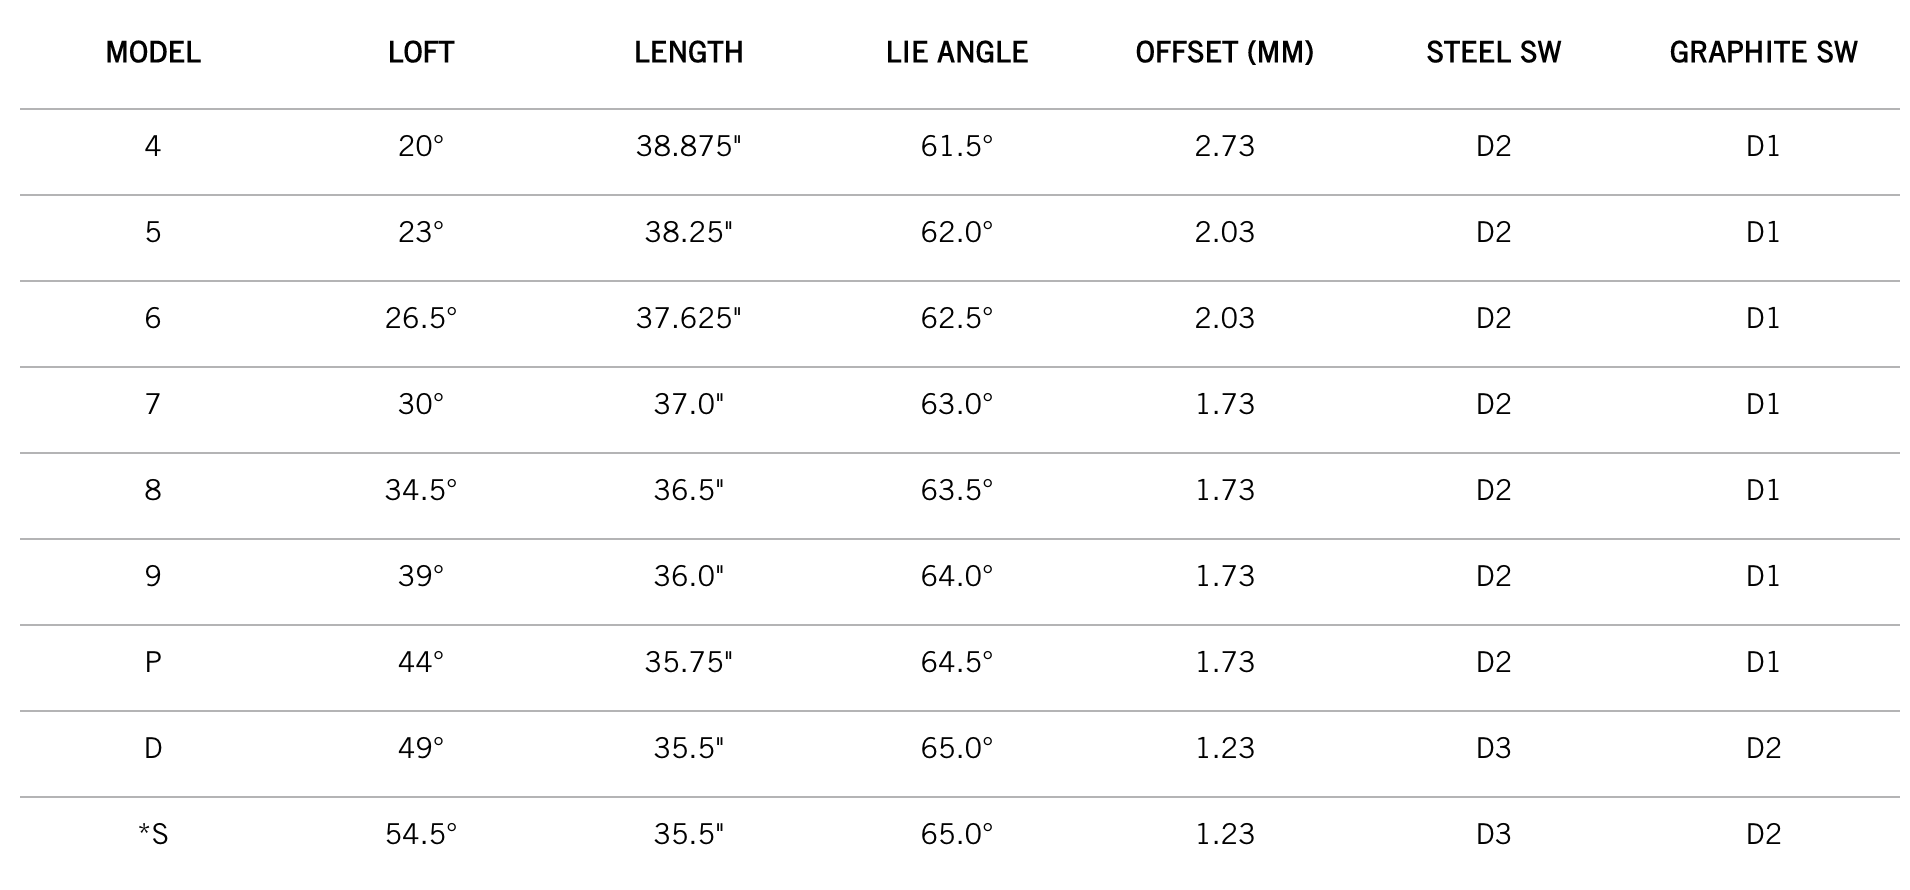 MODEL LOFT LENGTH LIE ANGLE OFFSET (MM) STEEL SW GRAPHITE SW
4 20° 38.875" 61.5° 2.73 D2 D1
5 23° 38.25" 62.0° 2.03 D2 D1
6 26.5° 37.625" 62.5° 2.03 D2 D1
7 30° 37.0" 63.0° 1.73 D2 D1
8 34.5° 36.5" 63.5° 1.73 D2 D1
9 39° 36.0" 64.0° 1.73 D2 D1
P 44° 35.75" 64.5° 1.73 D2 D1
D 49° 35.5" 65.0° 1.23 D3 D2
*S 54.5° 35.5" 65.0° 1.23 D3 D2